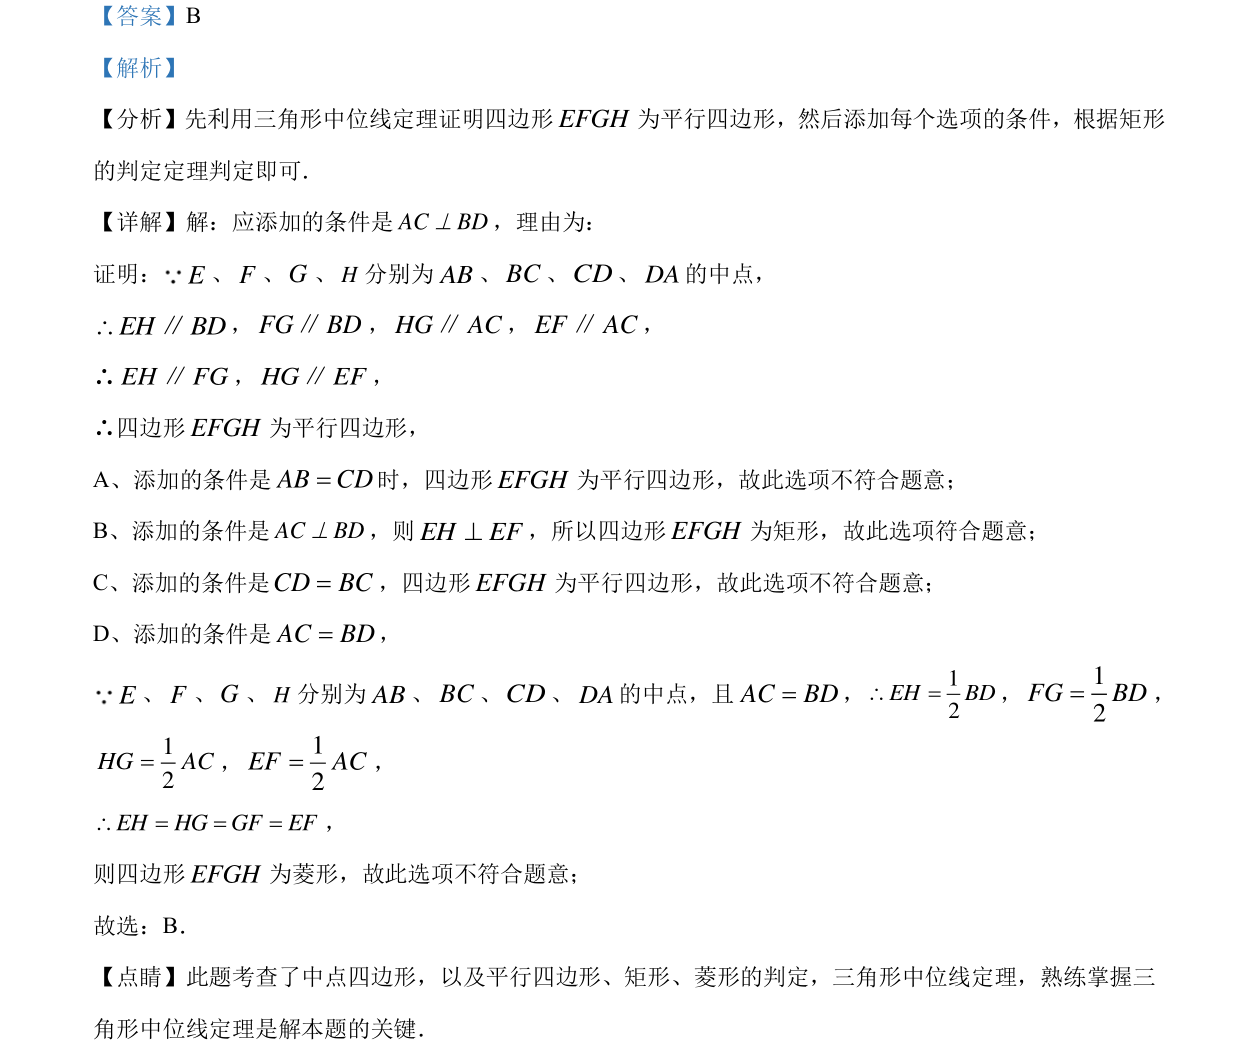 【答案】B
【解析】
【分析】先利用三角形中位线定理证明四边形 EFGH 为平行四边形，然后添加每个选项的条件，根据矩形
的判定定理判定即可．
【详解】解：应添加的条件是 AC ⊥ BD，理由为：
证明：∵E、F、G、H 分别为 AB、BC、CD、DA 的中点，
∴EH∥BD，FG∥BD，HG∥AC，EF∥AC，
∴EH∥FG，HG∥EF，
∴四边形 EFGH 为平行四边形，
A、添加的条件是 AB = CD 时，四边形 EFGH 为平行四边形，故此选项不符合题意；
B、添加的条件是 AC ⊥ BD，则 EH ⊥ EF，所以四边形 EFGH 为矩形，故此选项符合题意；
C、添加的条件是 CD = BC，四边形 EFGH 为平行四边形，故此选项不符合题意；
D、添加的条件是 AC = BD，
∵E、F、G、H 分别为 AB、BC、CD、DA 的中点，且 AC = BD，∴EH = 1/2 BD，FG = 1/2 BD，
HG = 1/2 AC，EF = 1/2 AC，
∴EH = HG = GF = EF，
则四边形 EFGH 为菱形，故此选项不符合题意；
故选：B．
【点睛】此题考查了中点四边形，以及平行四边形、矩形、菱形的判定，三角形中位线定理，熟练掌握三
角形中位线定理是解本题的关键．